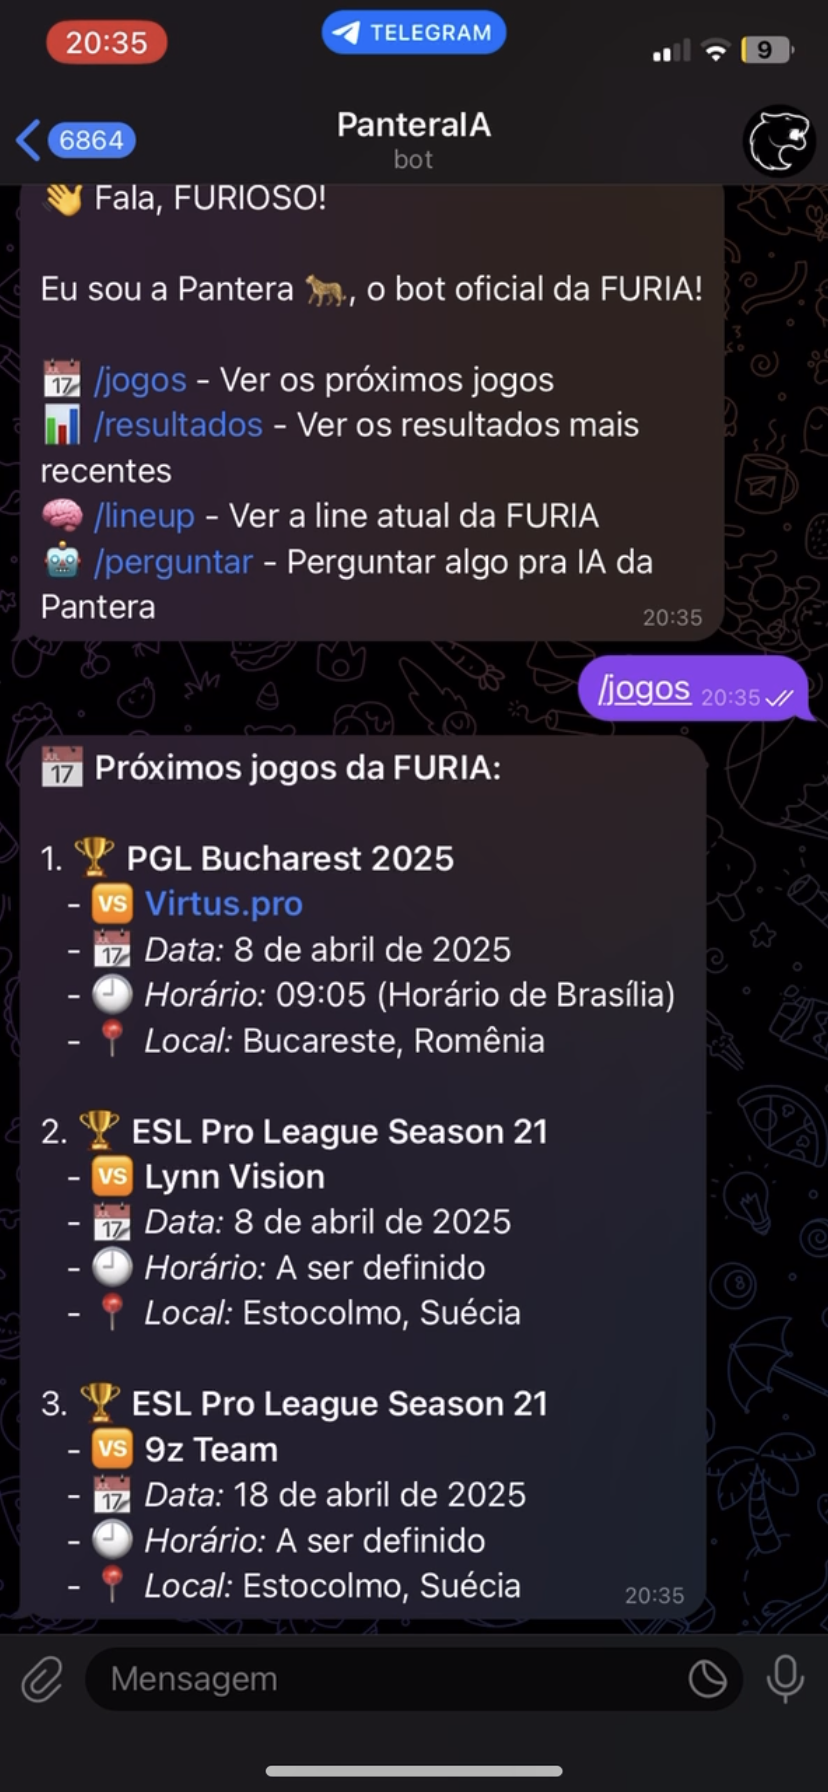 20:35
TELEGRAM
9
6864
PanteraIA
bot
👋 Fala, FURIOSO!
Eu sou a Pantera 🐆, o bot oficial da FURIA!
📅 /jogos - Ver os próximos jogos
📊 /resultados - Ver os resultados mais
recentes
🧠 /lineup - Ver a line atual da FURIA
🤖 /perguntar - Perguntar algo pra IA da
Pantera
20:35
/jogos 20:35
📅 Próximos jogos da FURIA:
1. 🏆 PGL Bucharest 2025
- 🆚 Virtus.pro
- 📅 Data: 8 de abril de 2025
- 🕘 Horário: 09:05 (Horário de Brasília)
- 📍 Local: Bucareste, Romênia
2. 🏆 ESL Pro League Season 21
- 🆚 Lynn Vision
- 📅 Data: 8 de abril de 2025
- 🕘 Horário: A ser definido
- 📍 Local: Estocolmo, Suécia
3. 🏆 ESL Pro League Season 21
- 🆚 9z Team
- 📅 Data: 18 de abril de 2025
- 🕘 Horário: A ser definido
- 📍 Local: Estocolmo, Suécia
20:35
Mensagem